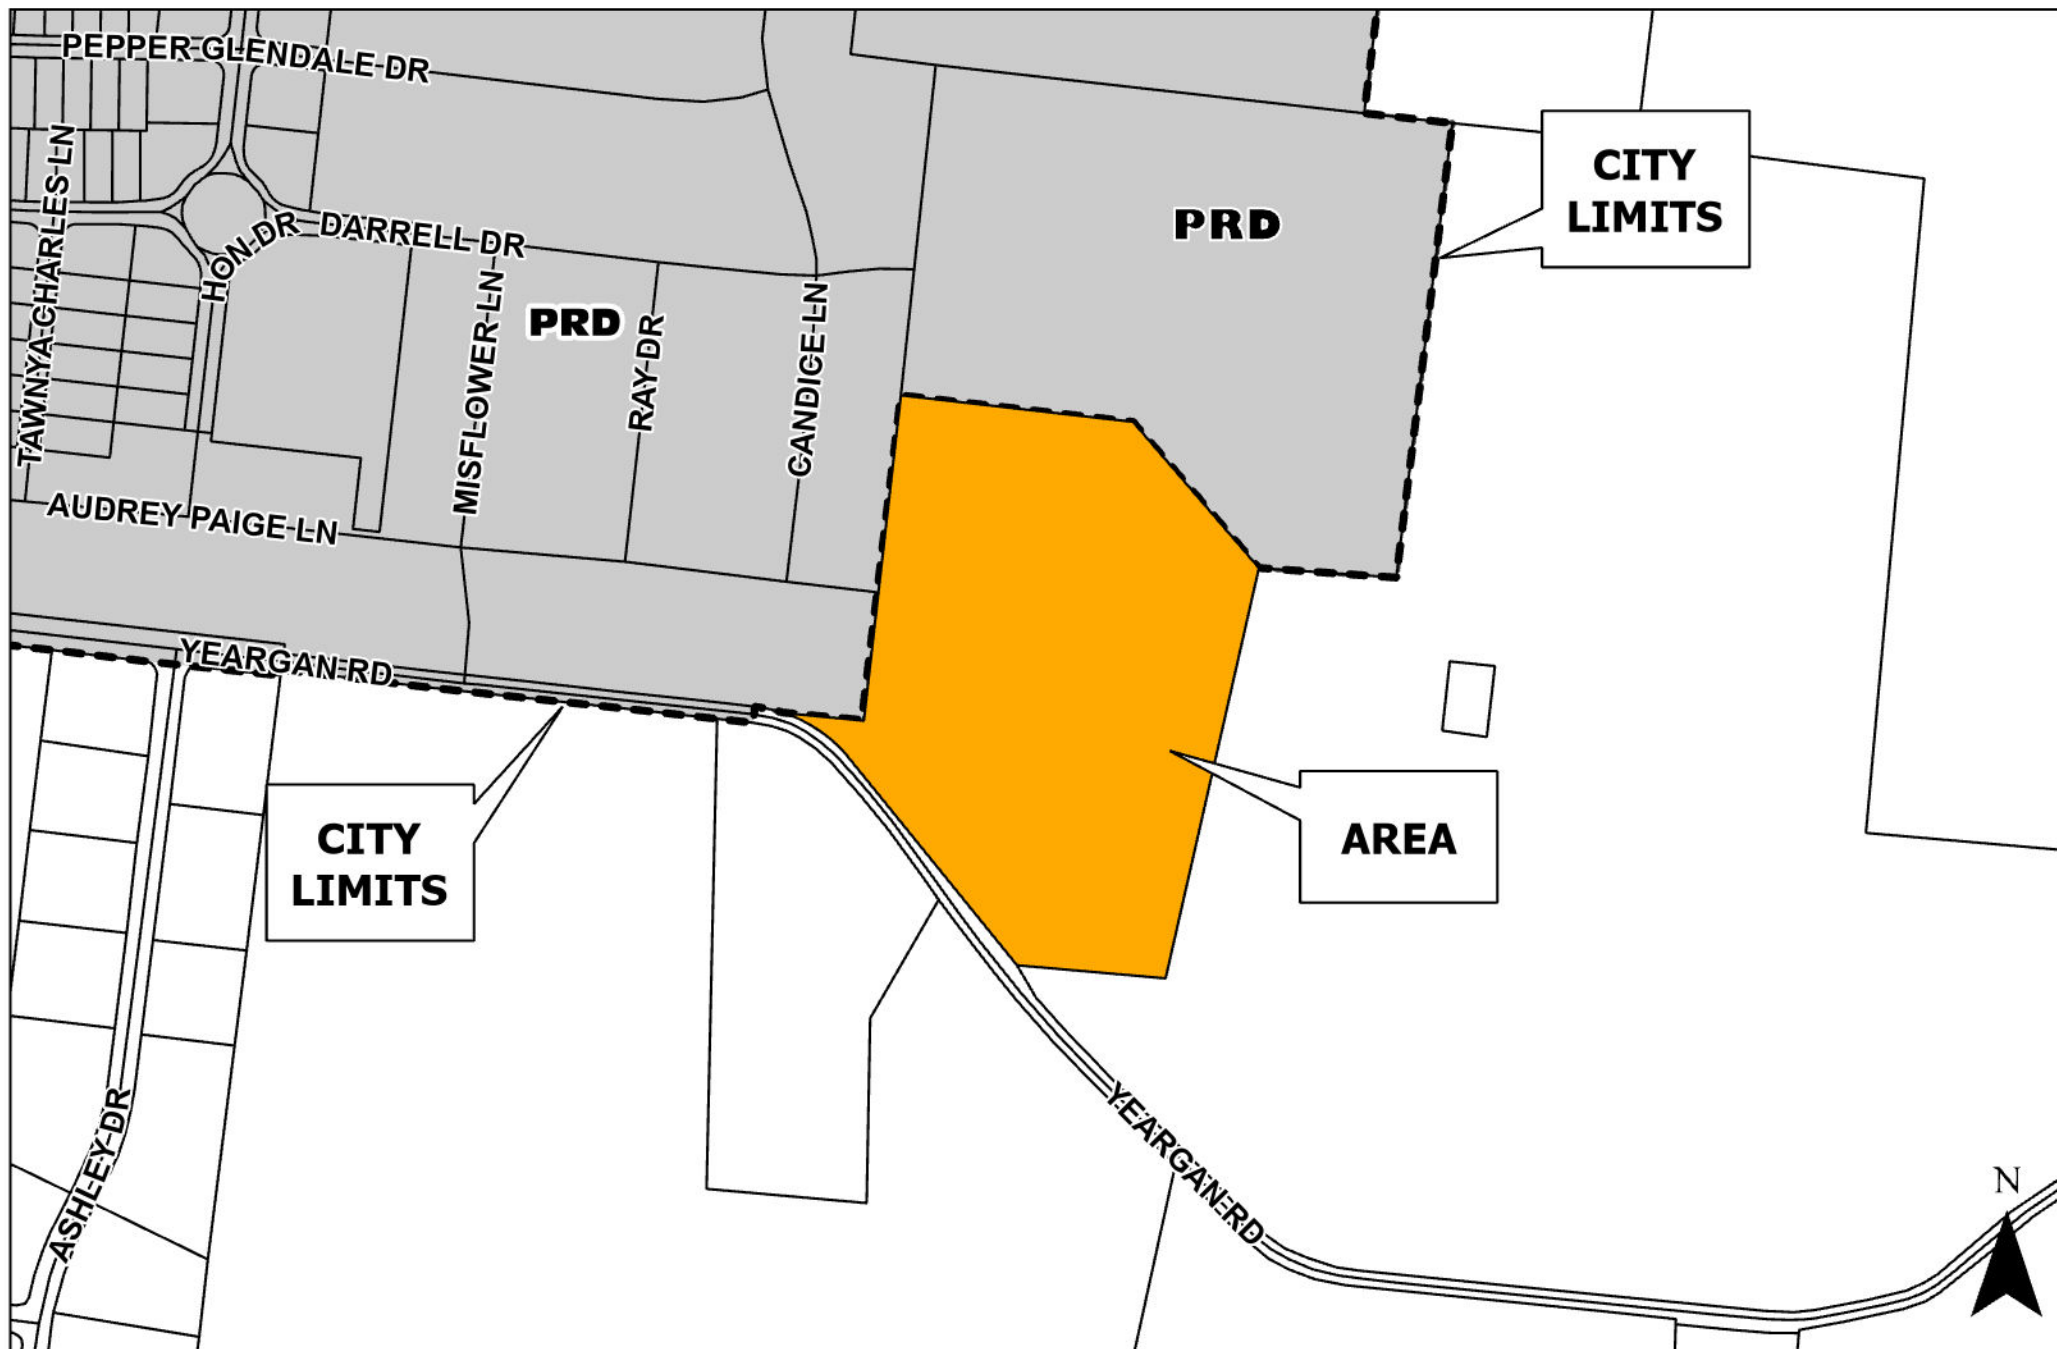 PEPPER GLENDALE DR
TAWNYA CHARLES LN
HON DR
DARRELL DR
PRD
CITY
LIMITS
PRD
MISFLOWER LN
RAY DR
CANDICE LN
AUDREY PAIGE LN
YEARGAN RD
CITY
LIMITS
AREA
ASHLEY DR
YEARGAN RD
N